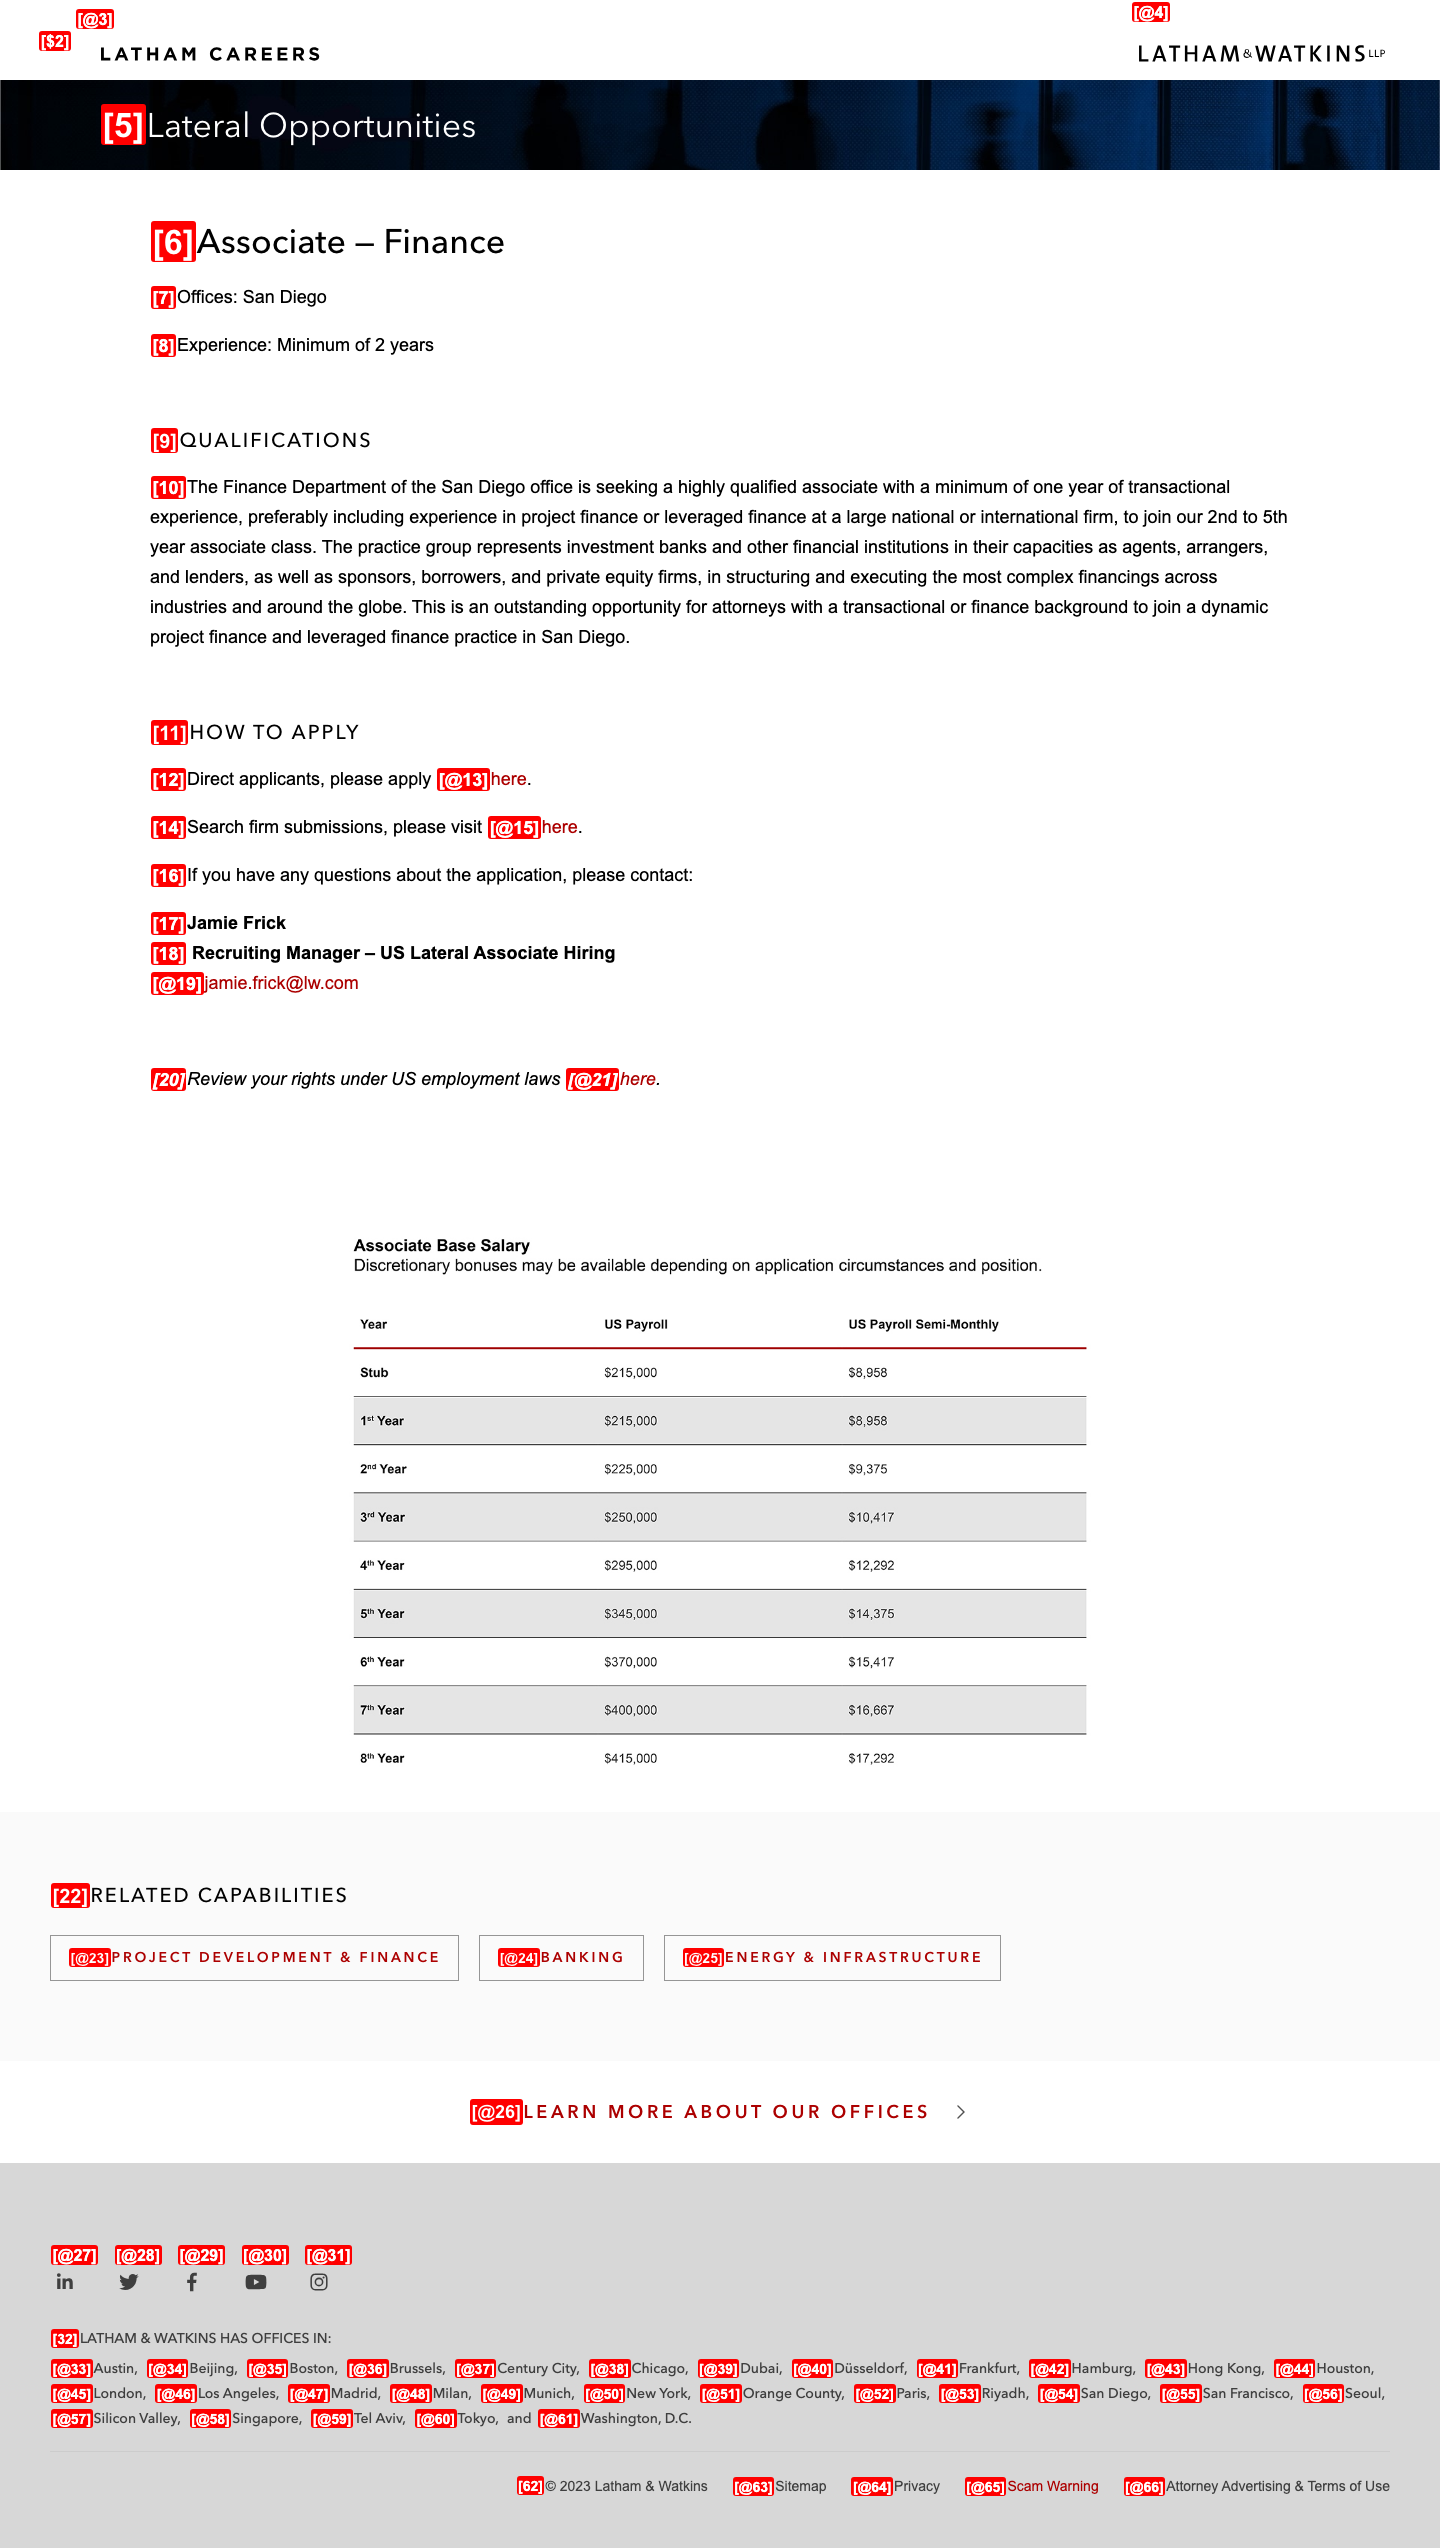 [@3]
[@4]
[$2]
LATHAM CAREERS
LATHAM&WATKINS LLP
[5]Lateral Opportunities
[6]Associate – Finance
[7]Offices: San Diego
[8]Experience: Minimum of 2 years
[9]QUALIFICATIONS
[10]The Finance Department of the San Diego office is seeking a highly qualified associate with a minimum of one year of transactional
experience, preferably including experience in project finance or leveraged finance at a large national or international firm, to join our 2nd to 5th
year associate class. The practice group represents investment banks and other financial institutions in their capacities as agents, arrangers,
and lenders, as well as sponsors, borrowers, and private equity firms, in structuring and executing the most complex financings across
industries and around the globe. This is an outstanding opportunity for attorneys with a transactional or finance background to join a dynamic
project finance and leveraged finance practice in San Diego.
[11]HOW TO APPLY
[12]Direct applicants, please apply [@13]here.
[14]Search firm submissions, please visit [@15]here.
[16]If you have any questions about the application, please contact:
[17]Jamie Frick
[18] Recruiting Manager – US Lateral Associate Hiring
[@19]jamie.frick@lw.com
[20]Review your rights under US employment laws [@21]here.
Associate Base Salary
Discretionary bonuses may be available depending on application circumstances and position.
Year US Payroll US Payroll Semi-Monthly
Stub $215,000 $8,958
1st Year $215,000 $8,958
2nd Year $225,000 $9,375
3rd Year $250,000 $10,417
4th Year $295,000 $12,292
5th Year $345,000 $14,375
6th Year $370,000 $15,417
7th Year $400,000 $16,667
8th Year $415,000 $17,292
[22]RELATED CAPABILITIES
[@23]PROJECT DEVELOPMENT & FINANCE [@24]BANKING [@25]ENERGY & INFRASTRUCTURE
[@26]LEARN MORE ABOUT OUR OFFICES
[@27] [@28] [@29] [@30] [@31]
[32]LATHAM & WATKINS HAS OFFICES IN:
[@33]Austin, [@34]Beijing, [@35]Boston, [@36]Brussels, [@37]Century City, [@38]Chicago, [@39]Dubai, [@40]Düsseldorf, [@41]Frankfurt, [@42]Hamburg, [@43]Hong Kong, [@44]Houston,
[@45]London, [@46]Los Angeles, [@47]Madrid, [@48]Milan, [@49]Munich, [@50]New York, [@51]Orange County, [@52]Paris, [@53]Riyadh, [@54]San Diego, [@55]San Francisco, [@56]Seoul,
[@57]Silicon Valley, [@58]Singapore, [@59]Tel Aviv, [@60]Tokyo, and [@61]Washington, D.C.
[62]© 2023 Latham & Watkins [@63]Sitemap [@64]Privacy [@65]Scam Warning [@66]Attorney Advertising & Terms of Use